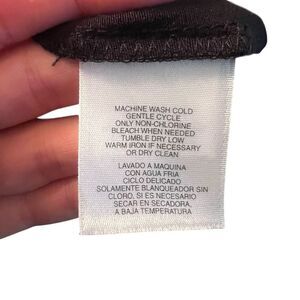 MACHINE WASH COLD
GENTLE CYCLE
ONLY NON-CHLORINE
BLEACH WHEN NEEDED
TUMBLE DRY LOW
WARM IRON IF NECESSARY
OR DRY CLEAN
LAVADO A MAQUINA
CON AGUA FRIA
CICLO DELICADO
SOLAMENTE BLANQUEADOR SIN
CLORO, SI ES NECESARIO
SECAR EN SECADORA,
A BAJA TEMPERATURA